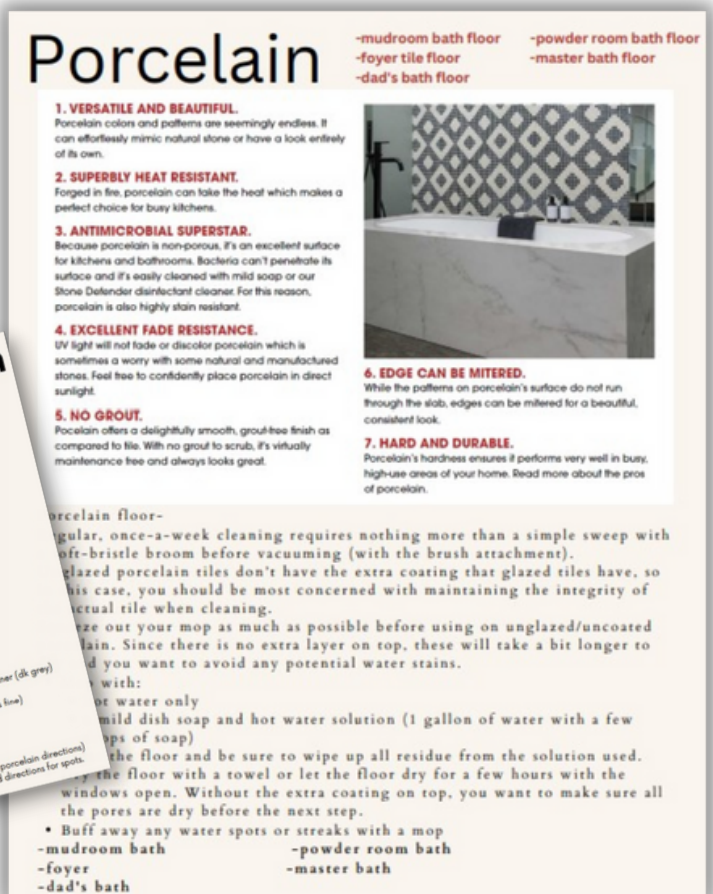 Porcelain
-mudroom bath floor
-foyer tile floor
-dad's bath floor
-powder room bath floor
-master bath floor
1. VERSATILE AND BEAUTIFUL.
Porcelain colors and patterns are seemingly endless. It
can effortlessly mimic natural stone or have a look entirely
of its own.
2. SUPERBLY HEAT RESISTANT.
Forged in fire, porcelain can take the heat which makes a
perfect choice for busy kitchens.
3. ANTIMICROBIAL SUPERSTAR.
Because porcelain is non-porous, it's an excellent surface
for kitchens and bathrooms. Bacteria can't penetrate its
surface and it's easily cleaned with mild soap or our
Stone Defender disinfectant cleaner. For this reason,
porcelain is also highly stain resistant.
4. EXCELLENT FADE RESISTANCE.
UV light will not fade or discolor porcelain which is
sometimes a worry with some natural and manufactured
stones. Feel free to confidently place porcelain in direct
sunlight.
5. NO GROUT.
Pocelain offers a delightfully smooth, grout-free finish as
compared to tile. With no grout to scrub, it's virtually
maintenance free and always looks great.
6. EDGE CAN BE MITERED.
While the patterns on porcelain's surface do not run
through the slab, edges can be mitered for a beautiful,
consistent look.
7. HARD AND DURABLE.
Porcelain's hardness ensures it performs very well in busy,
high-use areas of your home. Read more about the pros
of porcelain.
orcelain floor-
gular, once-a-week cleaning requires nothing more than a simple sweep with
oft-bristle broom before vacuuming (with the brush attachment).
glazed porcelain tiles don't have the extra coating that glazed tiles have, so
his case, you should be most concerned with maintaining the integrity of
ctual tile when cleaning.
eze out your mop as much as possible before using on unglazed/uncoated
lain. Since there is no extra layer on top, these will take a bit longer to
d you want to avoid any potential water stains.
with:
ot water only
mild dish soap and hot water solution (1 gallon of water with a few
ops of soap)
the floor and be sure to wipe up all residue from the solution used.
y the floor with a towel or let the floor dry for a few hours with the
windows open. Without the extra coating on top, you want to make sure all
the pores are dry before the next step.
• Buff away any water spots or streaks with a mop
-mudroom bath
-foyer
-dad's bath
-powder room bath
-master bath
ner (dk grey)
fine)
porcelain directions)
directions for spots.